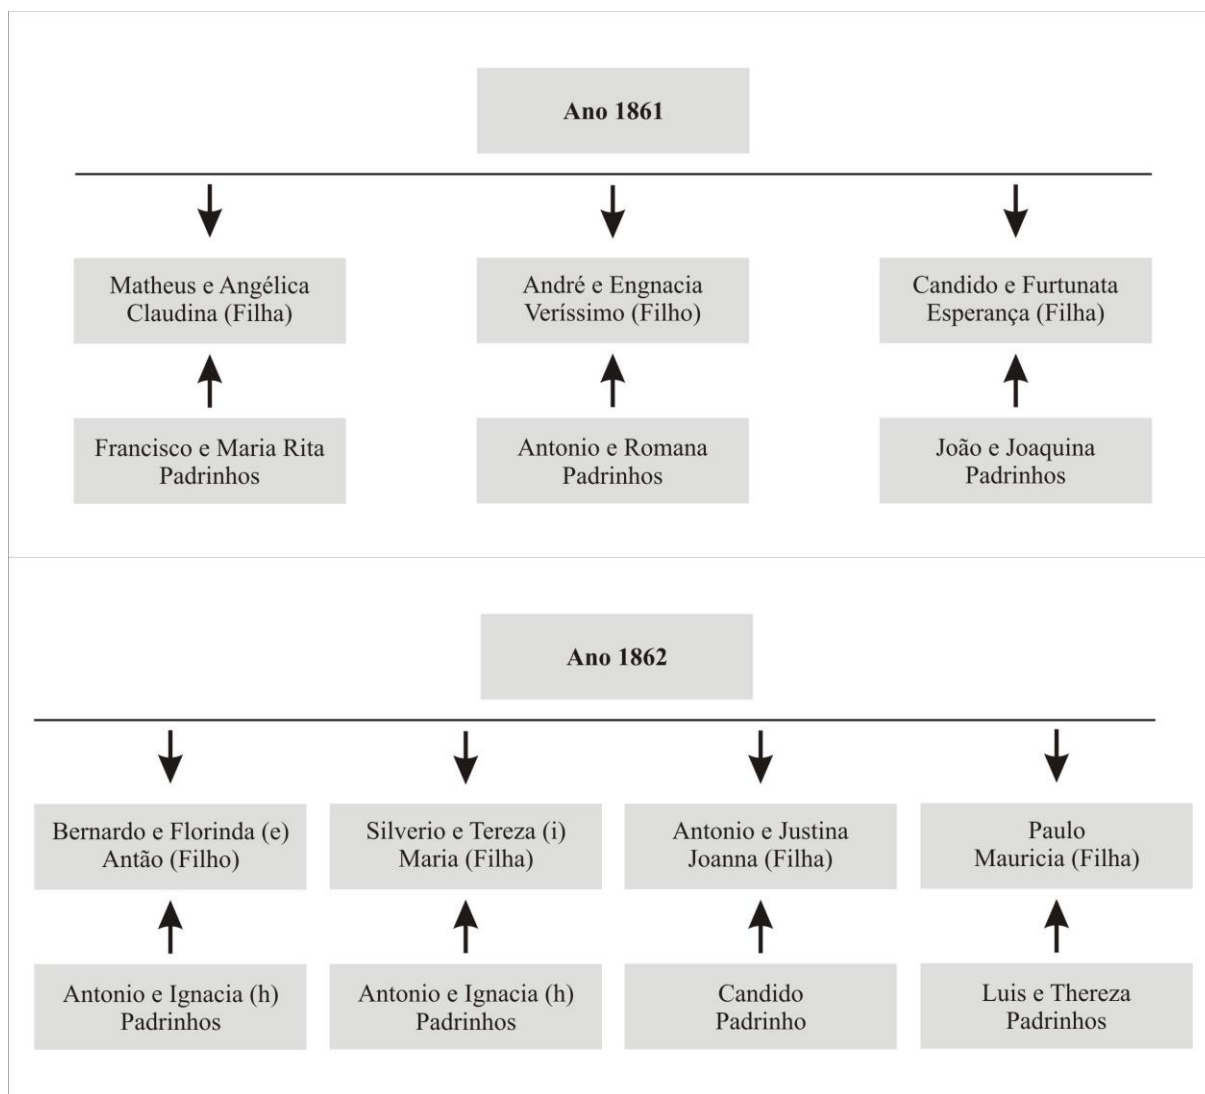 Ano 1861
Matheus e Angélica
Claudina (Filha)
André e Engnacia
Veríssimo (Filho)
Candido e Furtunata
Esperança (Filha)
Francisco e Maria Rita
Padrinhos
Antonio e Romana
Padrinhos
João e Joaquina
Padrinhos
Ano 1862
Bernardo e Florinda (e)
Antão (Filho)
Silverio e Tereza (i)
Maria (Filha)
Antonio e Justina
Joanna (Filha)
Paulo
Mauricia (Filha)
Antonio e Ignacia (h)
Padrinhos
Antonio e Ignacia (h)
Padrinhos
Candido
Padrinho
Luis e Thereza
Padrinhos